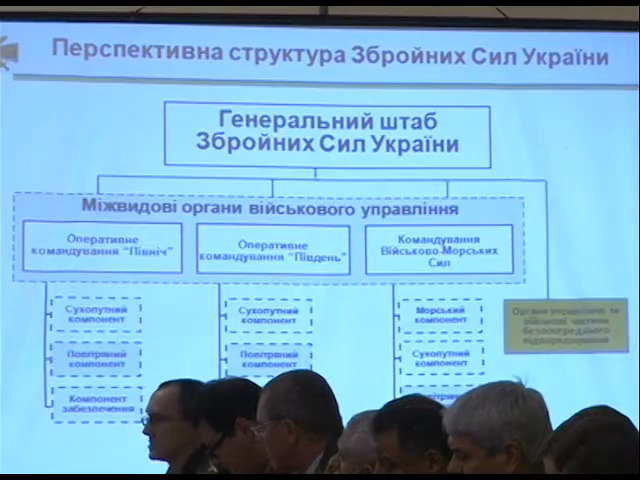 Перспективна структура Збройних Сил України
Генеральний штаб
Збройних Сил України
Міжвидові органи військового управління
Оперативне
командування "Північ"
Оперативне
командування "Південь"
Командування
Військово-Морських
Сил
Сухопутний
компонент
Сухопутний
компонент
Морський
компонент
Органи управління та
військові частини
безпосереднього
підпорядкування
Повітряний
компонент
Повітряний
компонент
Сухопутний
компонент
Компонент
забезпечення